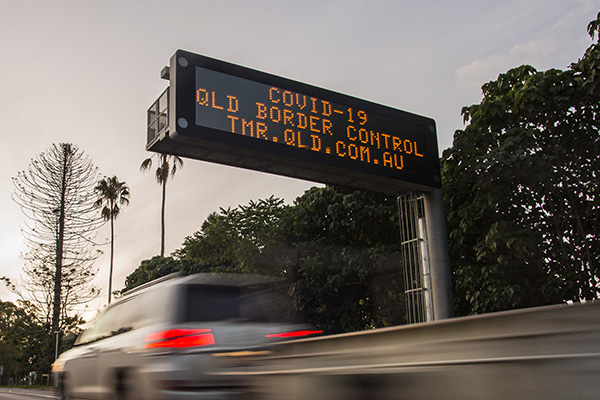 COVID-19
QLD BORDER CONTROL
TMR.QLD.COM.AU